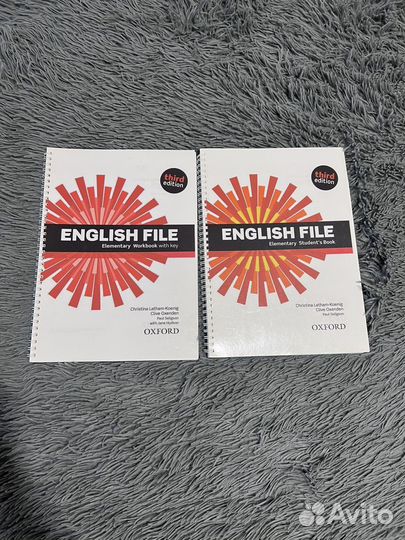 third
edition
ENGLISH FILE
Elementary Workbook with key
Christina Latham-Koenig
Clive Oxenden
Paul Seligson
with Jane Hudson
OXFORD
third
edition
ENGLISH FILE
Elementary Student's Book
Christina Latham-Koenig
Clive Oxenden
Paul Seligson
OXFORD
Avito